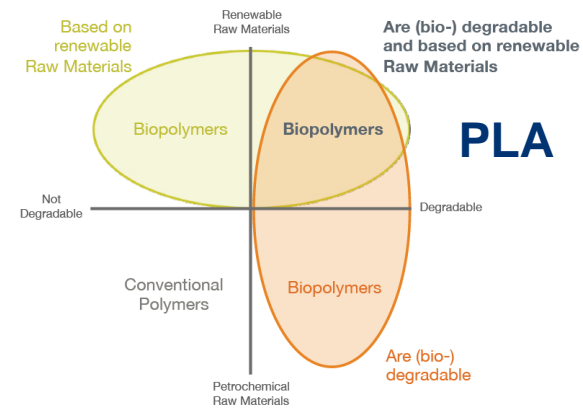 Based on
renewable
Raw Materials
Renewable
Raw Materials
Are (bio-) degradable
and based on renewable
Raw Materials
Biopolymers
Biopolymers
PLA
Not
Degradable
Degradable
Conventional
Polymers
Biopolymers
Are (bio-)
degradable
Petrochemical
Raw Materials